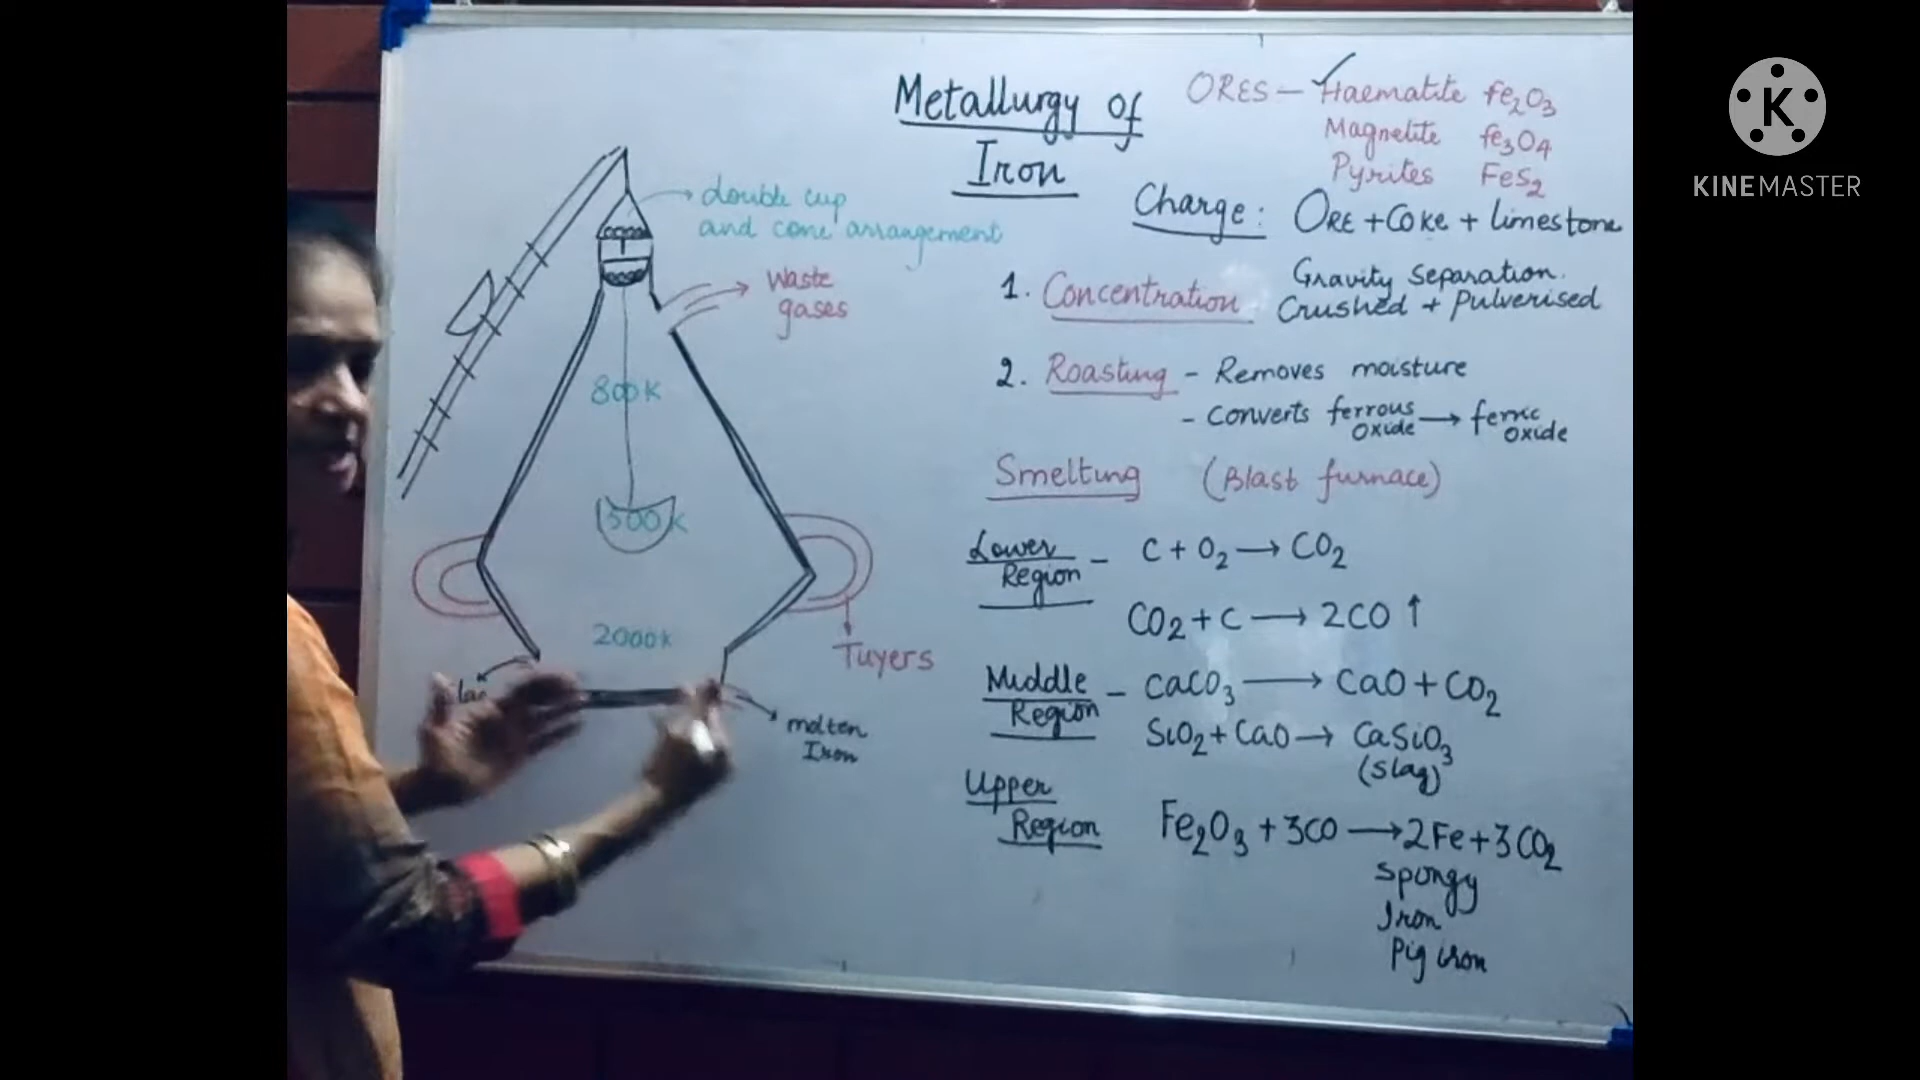 Metallurgy of
Iron
ORES — Haematite Fe₂O₃
Magnetite fe₃O₄
Pyrites FeS₂
Charge : ORE + Coke + limestone
1. Concentration Gravity Separation.
Crushed + Pulverised
2. Roasting - Removes moisture
- Converts ferrous oxide → ferric oxide
Smelting (Blast furnace)
Lower Region - C + O₂ → CO₂
CO₂ + C → 2CO ↑
Middle Region - CaCO₃ → CaO + CO₂
SiO₂ + CaO → CaSiO₃
(slag)
Upper Region Fe₂O₃ + 3CO → 2Fe + 3CO₂
Spongy
Iron
Pig iron
double cup
and cone arrangement
Waste
gases
800K
1500K
2000K
Tuyers
molten
Iron
K
KINEMASTER